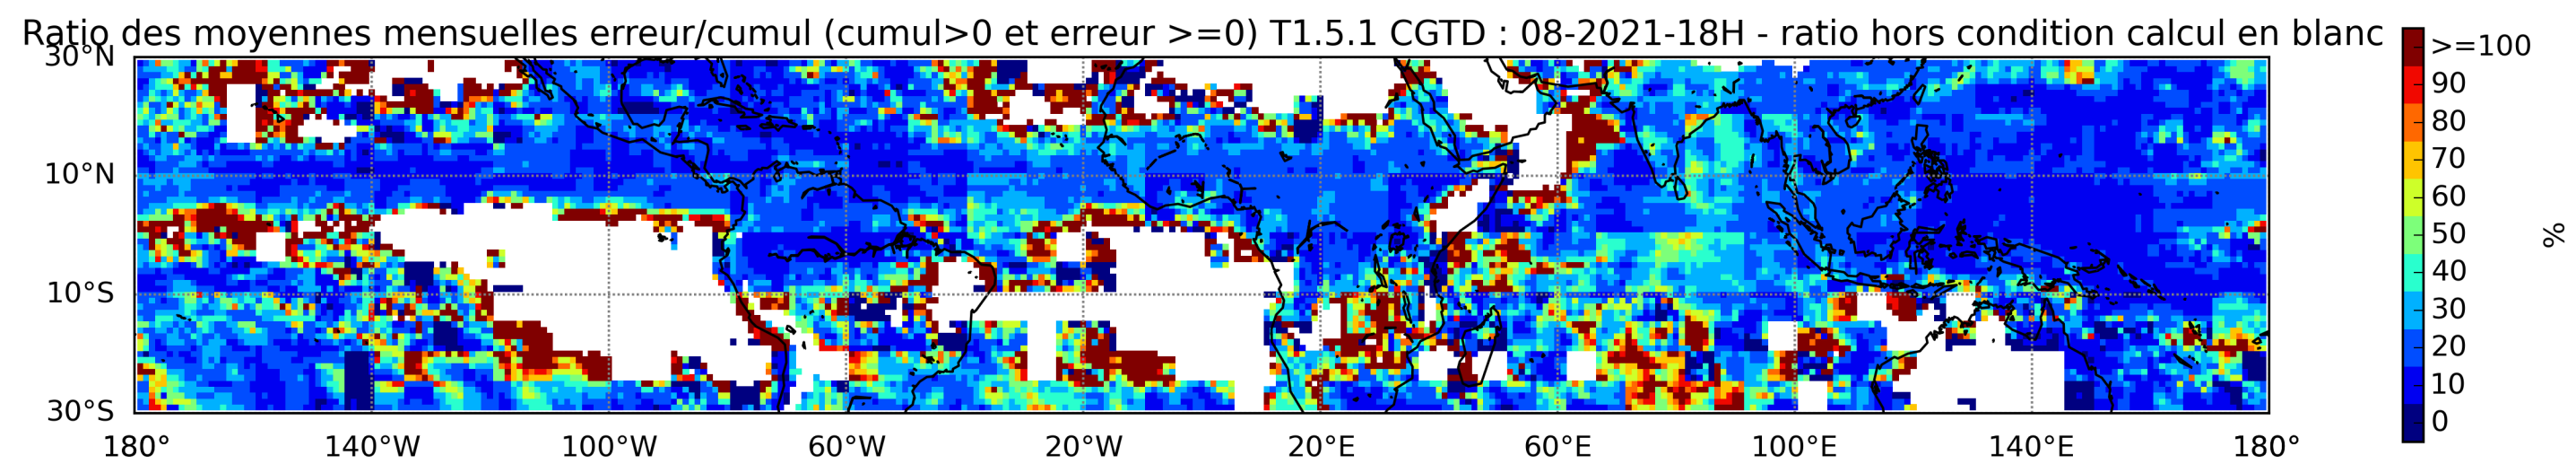 Ratio des moyennes mensuelles erreur/cumul (cumul>0 et erreur >=0) T1.5.1 CGTD : 08-2021-18H - ratio hors condition calcul en blanc
30°N
10°N
10°S
30°S
180°
140°W
100°W
60°W
20°W
20°E
60°E
100°E
140°E
180°
>=100
90
80
70
60
50
40
30
20
10
0
%